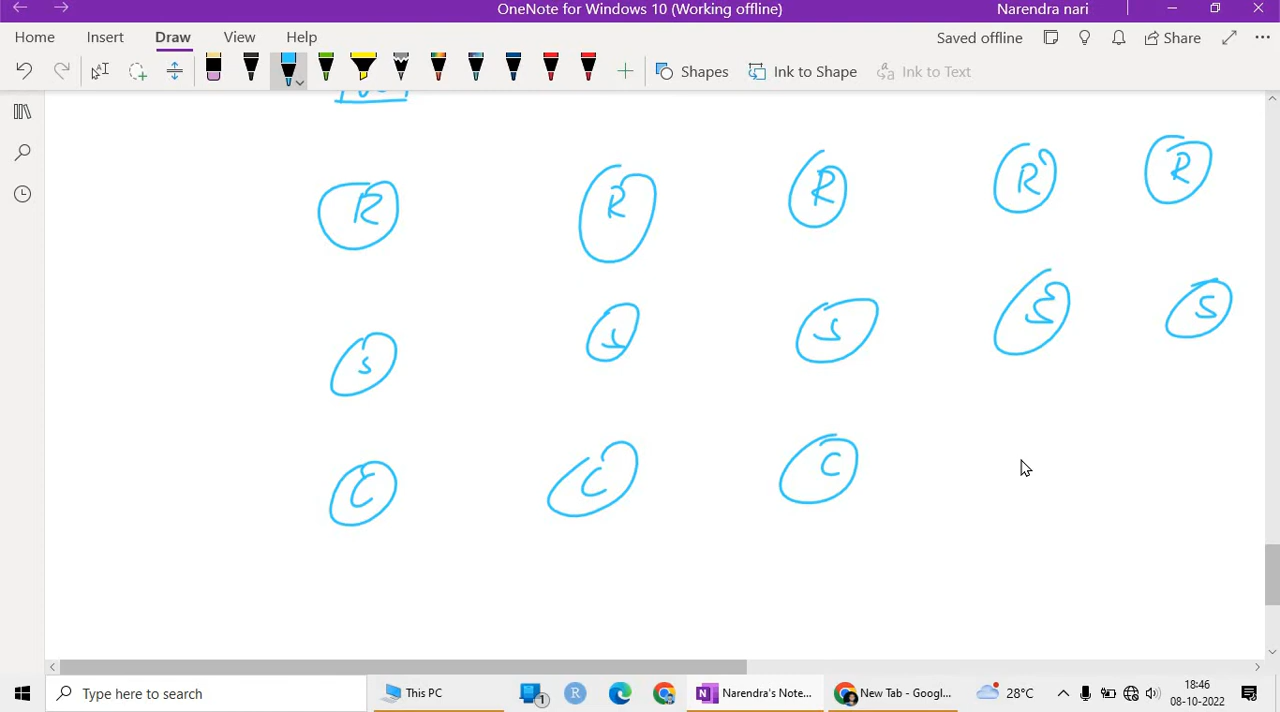 OneNote for Windows 10 (Working offline) Narendra nari
Home Insert Draw View Help Saved offline Share
Shapes Ink to Shape Ink to Text
R R R R R
S S S S S
C C C
Type here to search This PC 1 R Narendra's Note... New Tab - Googl... 28°C 18:46
08-10-2022